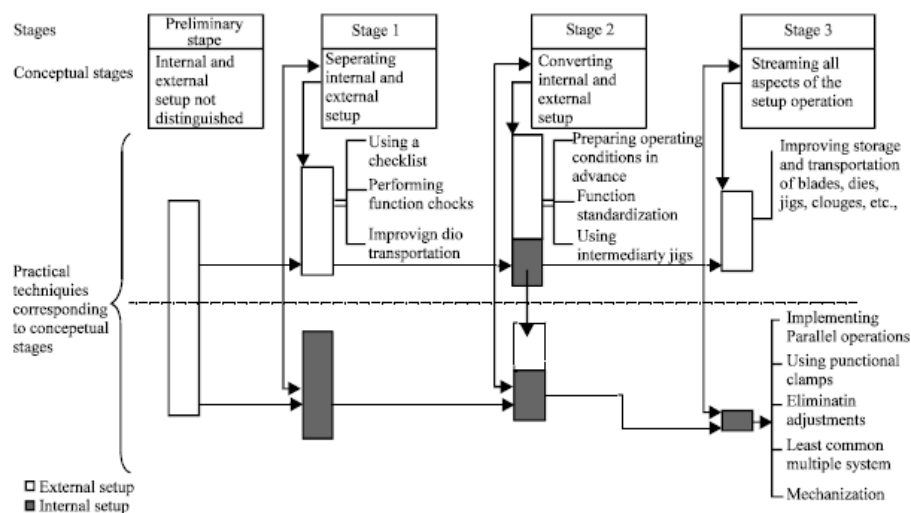 Stages
Conceptual stages
Preliminary
stape
Internal and
external
setup not
distinguished
Stage 1
Seperating
internal and
external
setup
Stage 2
Converting
internal and
external
setup
Stage 3
Streaming all
aspects of the
setup operation
Using a
checklist
Performing
function chocks
Improvign dio
transportation
Preparing operating
conditions in
advance
Function
standardization
Using
intermediarty jigs
Improving storage
and transportation
of blades, dies,
jigs, clouges, etc.,
Practical
techniquies
corresponding
to concepetual
stages
Implementing
Parallel operations
Using punctional
clamps
Eliminatin
adjustments
Least common
multiple system
Mechanization
External setup
Internal setup